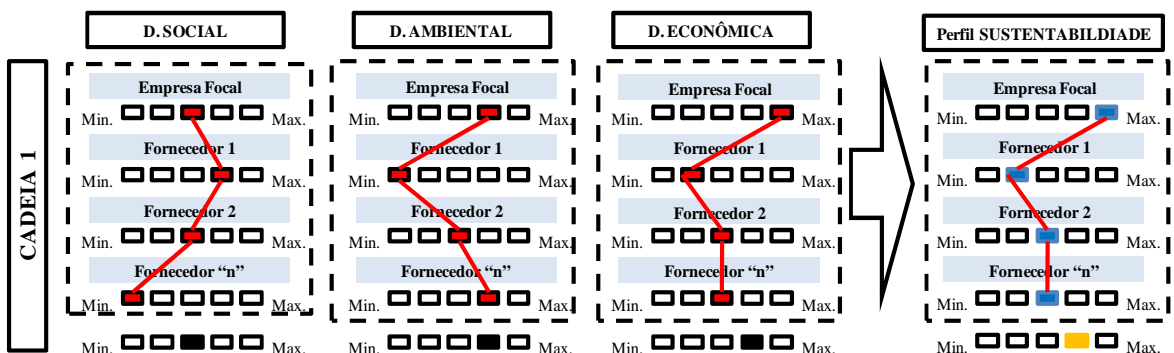 D. SOCIAL
D. AMBIENTAL
D. ECONÔMICA
Perfil SUSTENTABILDIADE
CADEIA 1
Empresa Focal
Min. Max.
Fornecedor 1
Min. Max.
Fornecedor 2
Min. Max.
Fornecedor “n”
Min. Max.
Min. Max.
Empresa Focal
Min. Max.
Fornecedor 1
Min. Max.
Fornecedor 2
Min. Max.
Fornecedor “n”
Min. Max.
Min. Max.
Empresa Focal
Min. Max.
Fornecedor 1
Min. Max.
Fornecedor 2
Min. Max.
Fornecedor “n”
Min. Max.
Min. Max.
Empresa Focal
Min. Max.
Fornecedor 1
Min. Max.
Fornecedor 2
Min. Max.
Fornecedor “n”
Min. Max.
Min. Max.